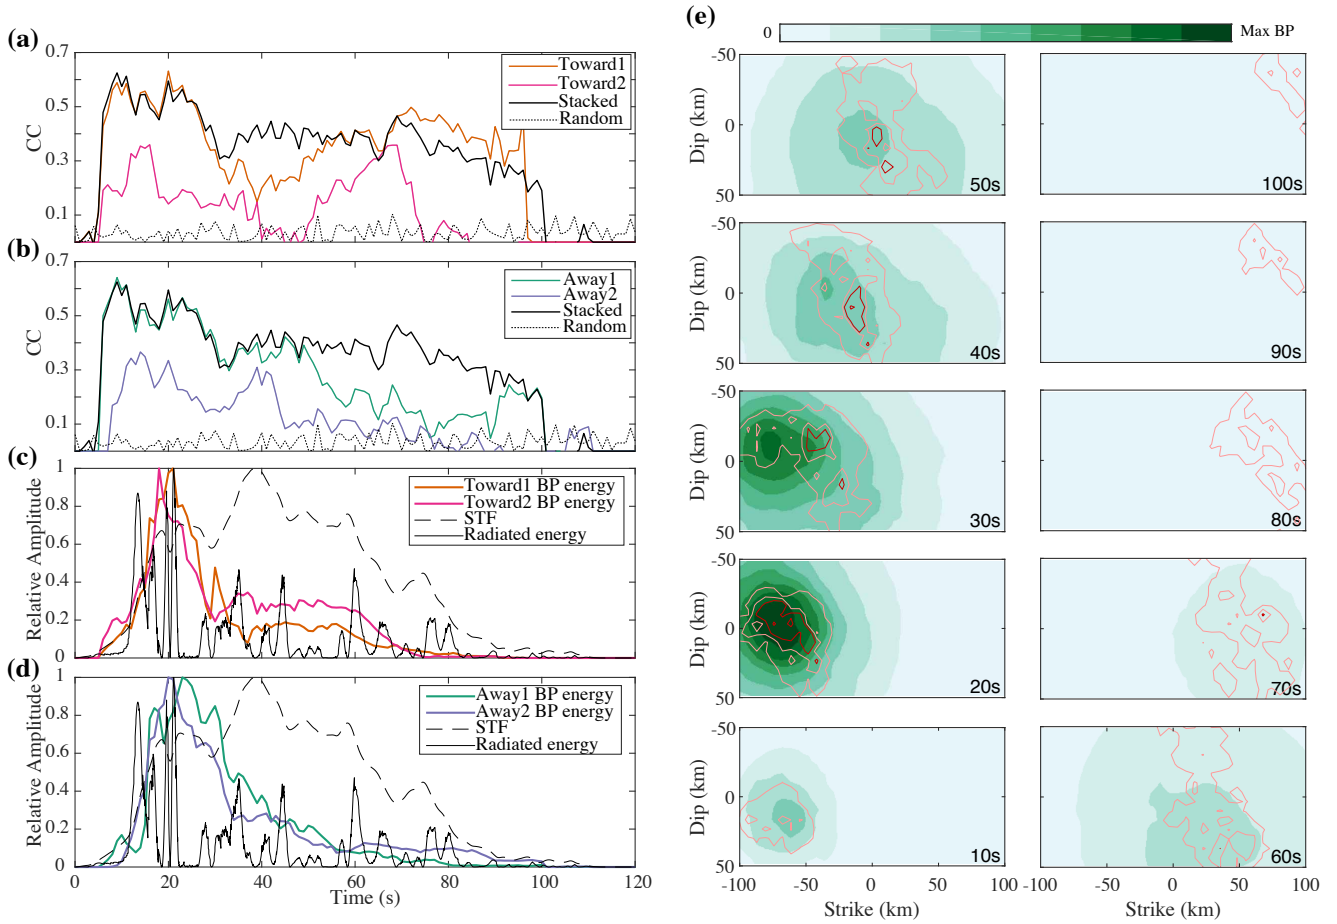 (a)
0.7
0.5
0.3
0.1
CC
Toward1
Toward2
Stacked
Random
(b)
0.7
0.5
0.3
0.1
CC
Away1
Away2
Stacked
Random
(c)
1
0.8
0.6
0.4
0.2
0
Relative Amplitude
Toward1 BP energy
Toward2 BP energy
STF
Radiated energy
(d)
1
0.8
0.6
0.4
0.2
0
Relative Amplitude
Away1 BP energy
Away2 BP energy
STF
Radiated energy
0 20 40 60 80 100 120
Time (s)
(e)
0 Max BP
-50
0
50
Dip (km)
50s
100s
-50
0
50
Dip (km)
40s
90s
-50
0
50
Dip (km)
30s
80s
-50
0
50
Dip (km)
20s
70s
-50
0
50
Dip (km)
10s
60s
-100 -50 0 50 100 -100 -50 0 50 100
Strike (km) Strike (km)